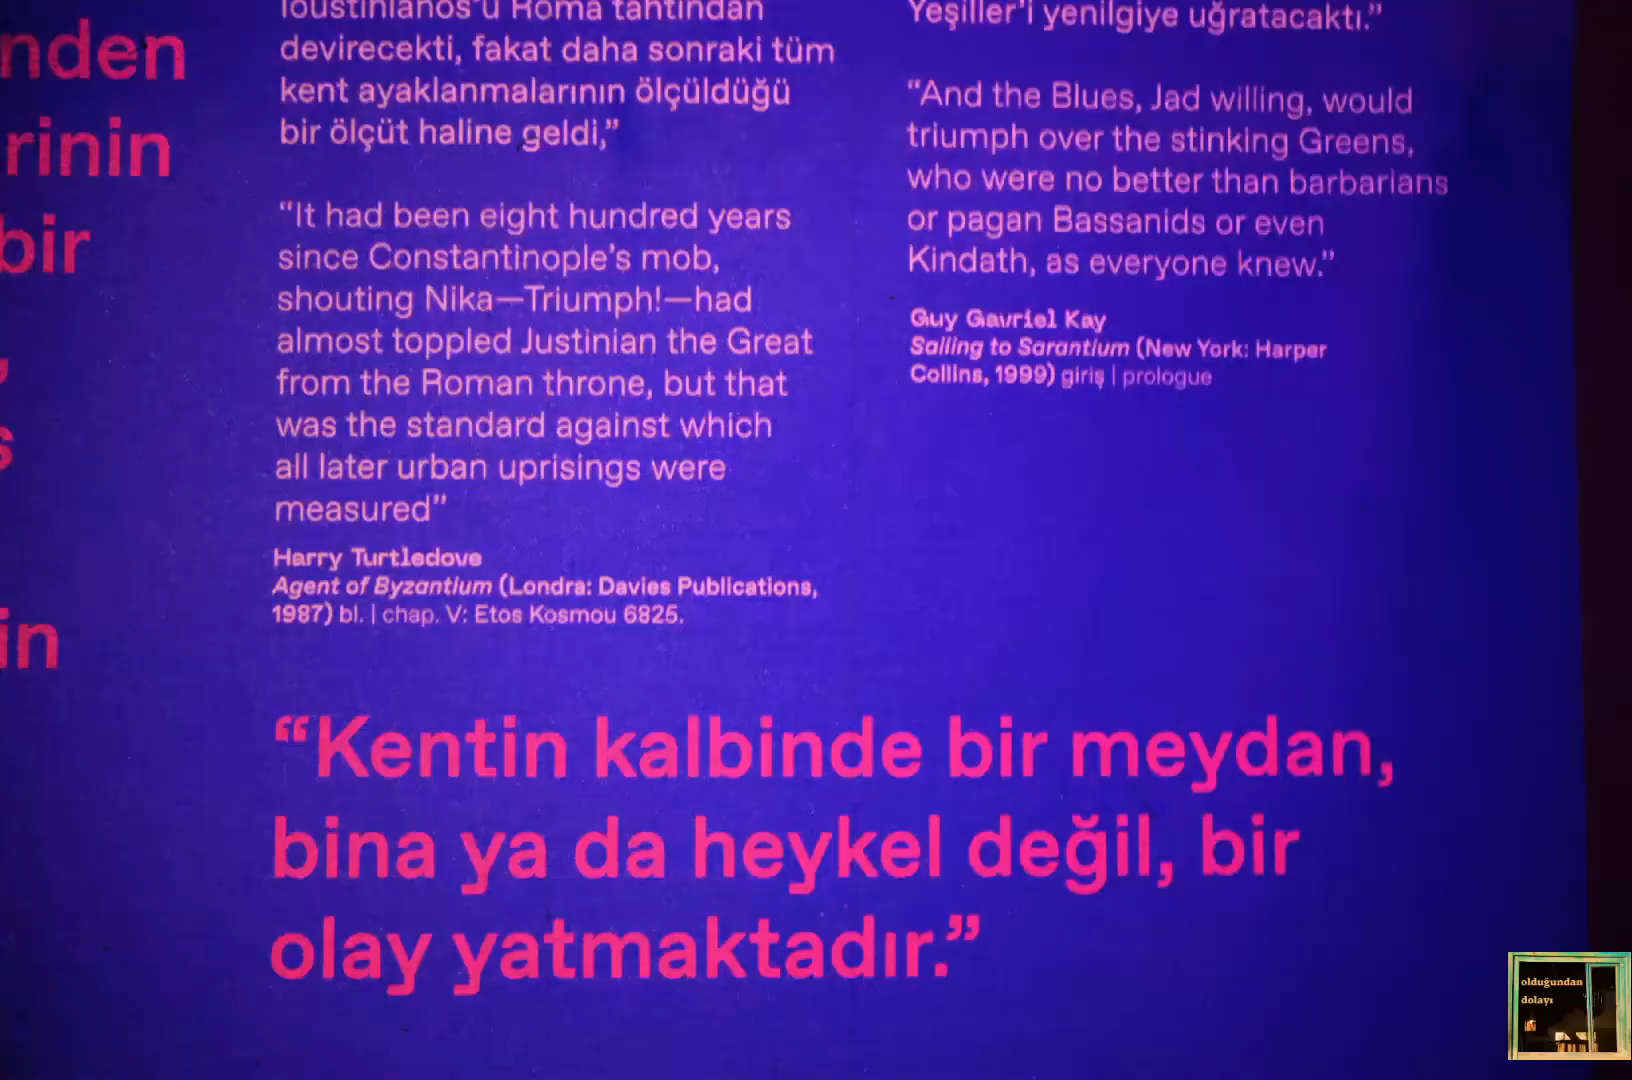 nden
rinin
bir
s
in
Ioustinianos'u Roma tahtından
devirecekti, fakat daha sonraki tüm
kent ayaklanmalarının ölçüldüğü
bir ölçüt haline geldi,”
“It had been eight hundred years
since Constantinople's mob,
shouting Nika—Triumph!—had
almost toppled Justinian the Great
from the Roman throne, but that
was the standard against which
all later urban uprisings were
measured”
Harry Turtledove
Agent of Byzantium (Londra: Davies Publications,
1987) bl. | chap. V: Etos Kosmou 6825.
Yeşiller'i yenilgiye uğratacaktı.”
“And the Blues, Jad willing, would
triumph over the stinking Greens,
who were no better than barbarians
or pagan Bassanids or even
Kindath, as everyone knew.”
Guy Gavriel Kay
Sailing to Sarantium (New York: Harper
Collins, 1999) giriş | prologue
“Kentin kalbinde bir meydan,
bina ya da heykel değil, bir
olay yatmaktadır.”
olduğundan
dolayı